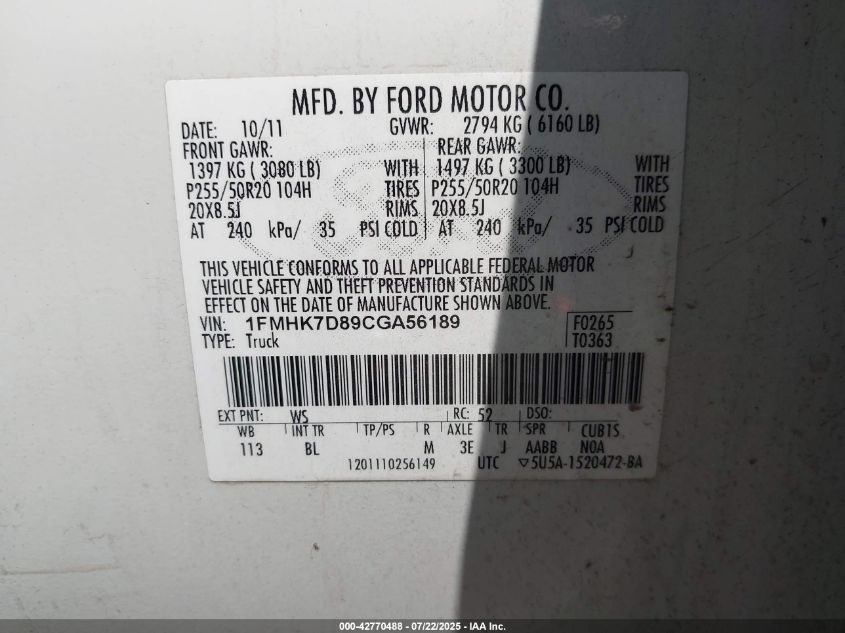 MFD. BY FORD MOTOR CO.
DATE: 10/11 GVWR: 2794 KG ( 6160 LB)
FRONT GAWR: REAR GAWR:
1397 KG ( 3080 LB) WITH 1497 KG ( 3300 LB) WITH
P255/50R20 104H TIRES P255/50R20 104H TIRES
20X8.5J RIMS 20X8.5J RIMS
AT 240 kPa/ 35 PSI COLD AT 240 kPa/ 35 PSI COLD
THIS VEHICLE CONFORMS TO ALL APPLICABLE FEDERAL MOTOR
VEHICLE SAFETY AND THEFT PREVENTION STANDARDS IN
EFFECT ON THE DATE OF MANUFACTURE SHOWN ABOVE.
VIN: 1FMHK7D89CGA56189 F0265
TYPE: Truck T0363
EXT PNT: WS RC: 52 DSO:
WB INT TR TP/PS R AXLE TR SPR CUB1S
113 BL M 3E J AABB N0A
1201110256149 UTC ▽5U5A-1520472-BA
000-42770488 - 07/22/2025 - IAA Inc.